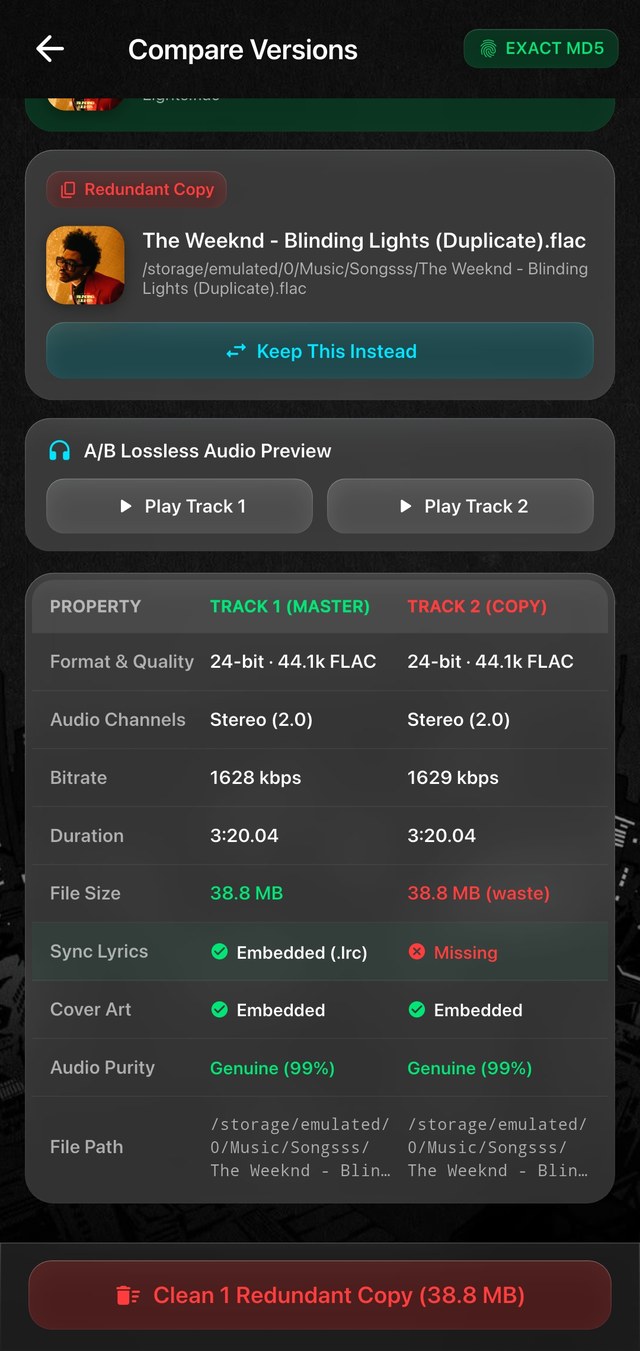 Compare Versions
EXACT MD5
Redundant Copy
The Weeknd - Blinding Lights (Duplicate).flac
/storage/emulated/0/Music/Songsss/The Weeknd - Blinding
Lights (Duplicate).flac
Keep This Instead
A/B Lossless Audio Preview
Play Track 1
Play Track 2
PROPERTY TRACK 1 (MASTER) TRACK 2 (COPY)
Format & Quality 24-bit · 44.1k FLAC 24-bit · 44.1k FLAC
Audio Channels Stereo (2.0) Stereo (2.0)
Bitrate 1628 kbps 1629 kbps
Duration 3:20.04 3:20.04
File Size 38.8 MB 38.8 MB (waste)
Sync Lyrics Embedded (.lrc) Missing
Cover Art Embedded Embedded
Audio Purity Genuine (99%) Genuine (99%)
File Path
/storage/emulated/
0/Music/Songsss/
The Weeknd - Blin…
/storage/emulated/
0/Music/Songsss/
The Weeknd - Blin…
Clean 1 Redundant Copy (38.8 MB)